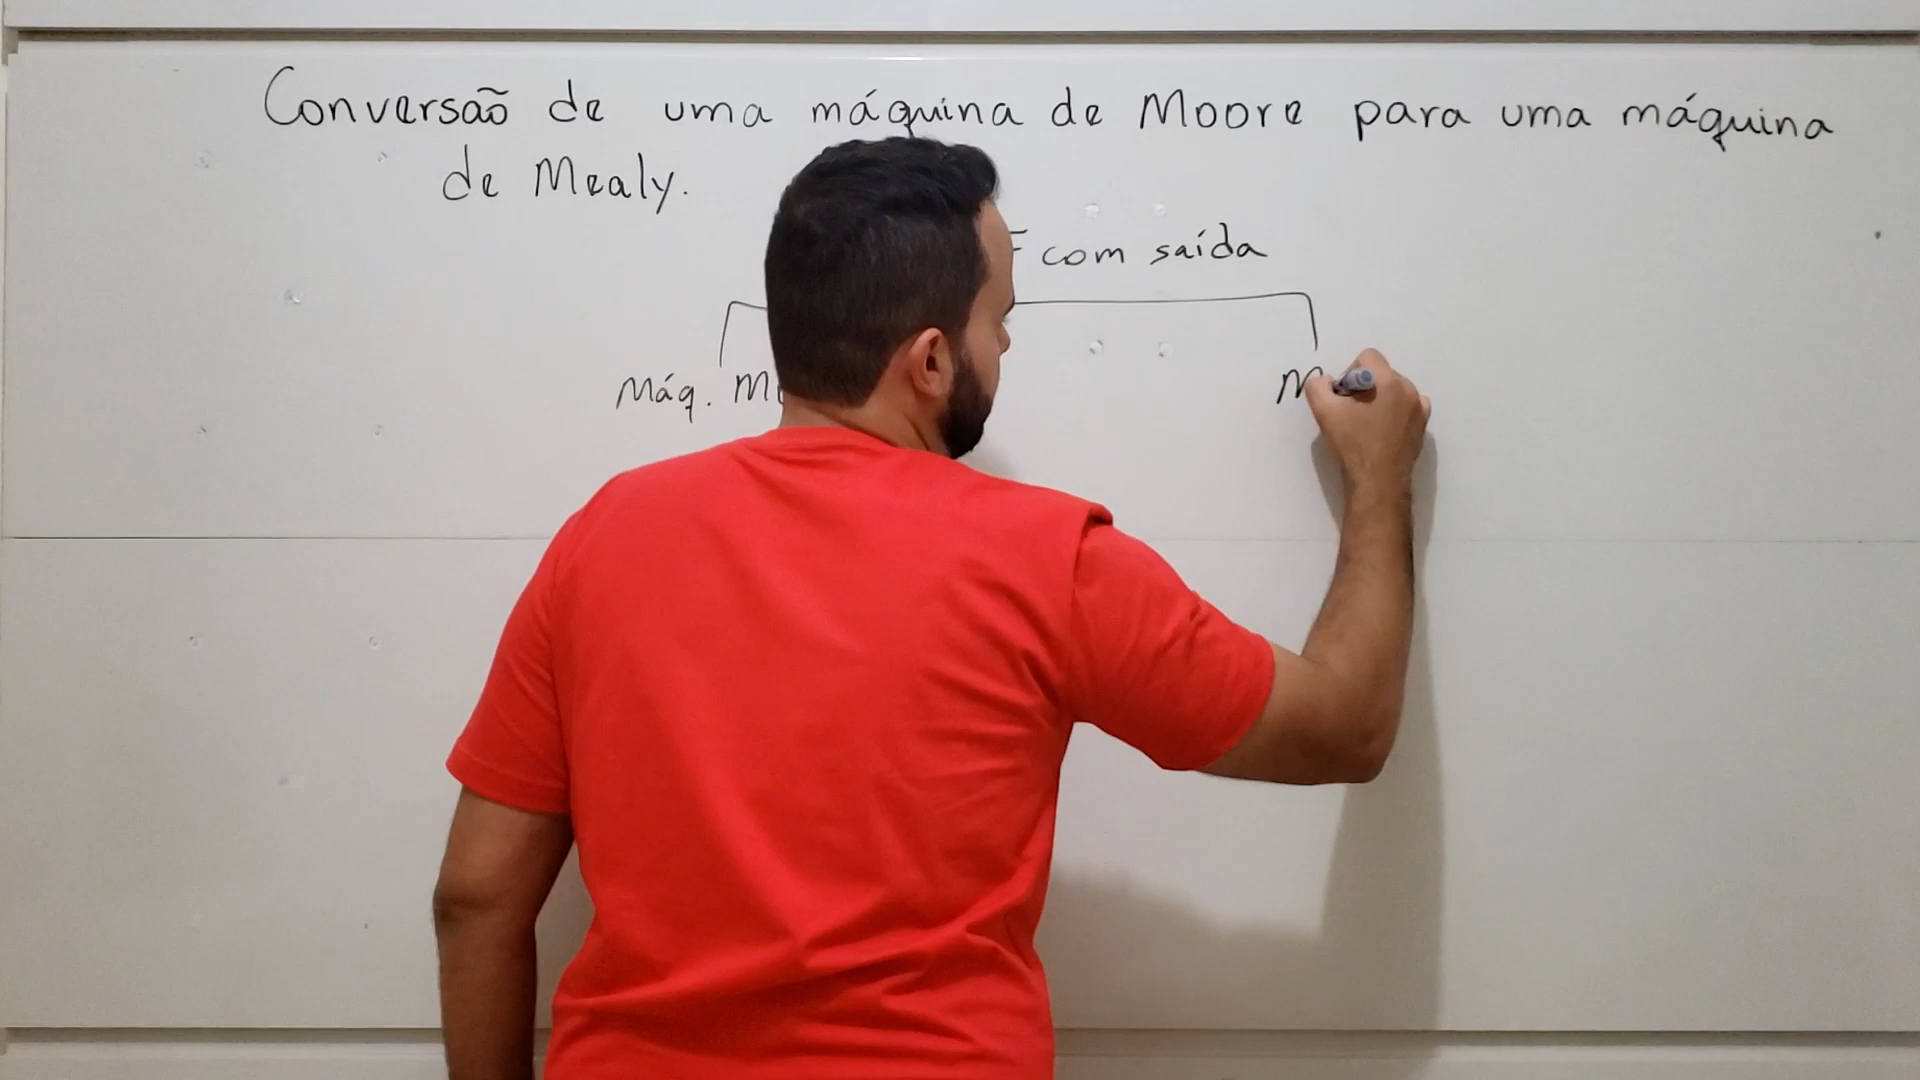 Conversão de uma máquina de Moore para uma máquina
de Mealy.
com saída
Máq.